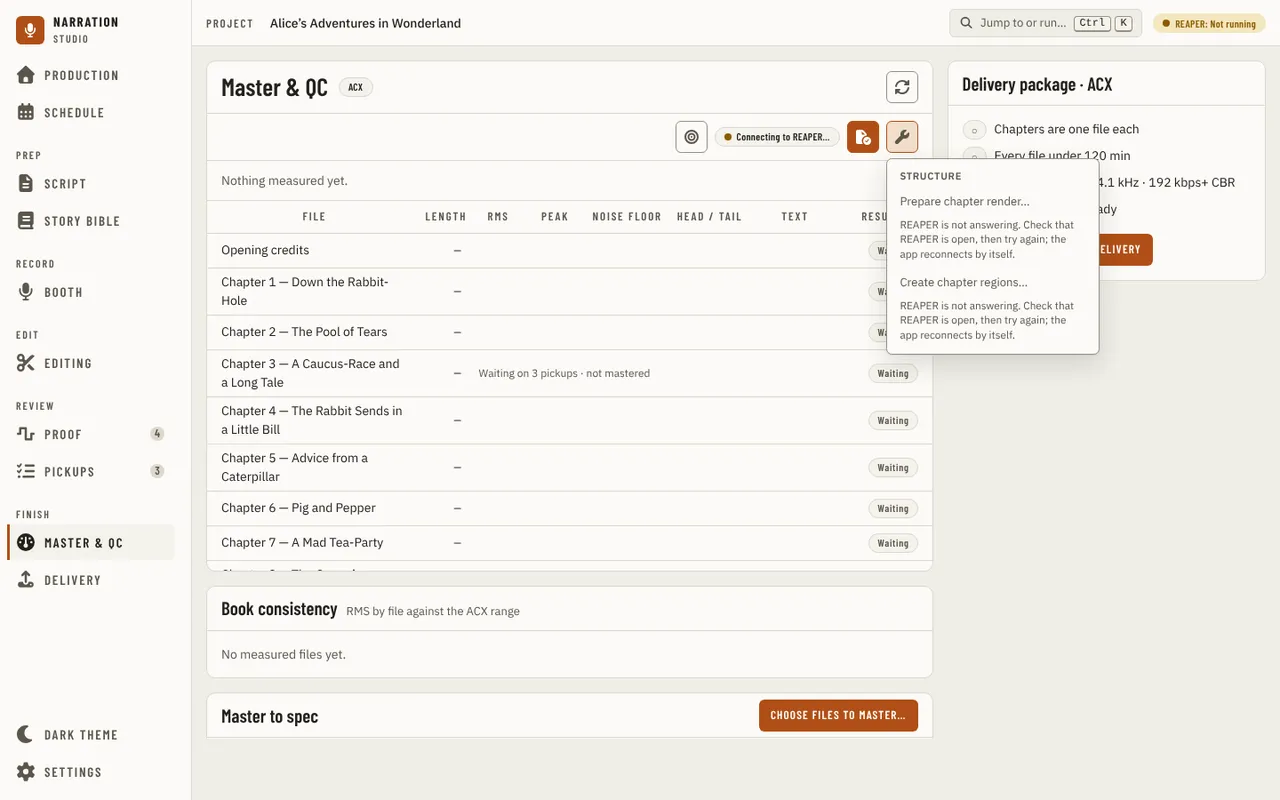 NARRATION
STUDIO
PRODUCTION
SCHEDULE
PREP
SCRIPT
STORY BIBLE
RECORD
BOOTH
EDIT
EDITING
REVIEW
PROOF 4
PICKUPS 3
FINISH
MASTER & QC
DELIVERY
DARK THEME
SETTINGS
PROJECT Alice's Adventures in Wonderland
Jump to or run... Ctrl K
REAPER: Not running
Master & QC ACX
Connecting to REAPER...
Nothing measured yet.
FILE LENGTH RMS PEAK NOISE FLOOR HEAD / TAIL TEXT RESU
Opening credits –
Chapter 1 — Down the Rabbit-
Hole –
Chapter 2 — The Pool of Tears –
Chapter 3 — A Caucus-Race and
a Long Tale – Waiting on 3 pickups · not mastered Waiting
Chapter 4 — The Rabbit Sends in
a Little Bill – Waiting
Chapter 5 — Advice from a
Caterpillar – Waiting
Chapter 6 — Pig and Pepper – Waiting
Chapter 7 — A Mad Tea-Party – Waiting
STRUCTURE
Prepare chapter render...
REAPER is not answering. Check that
REAPER is open, then try again; the
app reconnects by itself.
Create chapter regions...
REAPER is not answering. Check that
REAPER is open, then try again; the
app reconnects by itself.
Book consistency RMS by file against the ACX range
No measured files yet.
Master to spec
CHOOSE FILES TO MASTER...
Delivery package · ACX
Chapters are one file each
Every file under 120 min
4.1 kHz · 192 kbps+ CBR
ady
ELIVERY